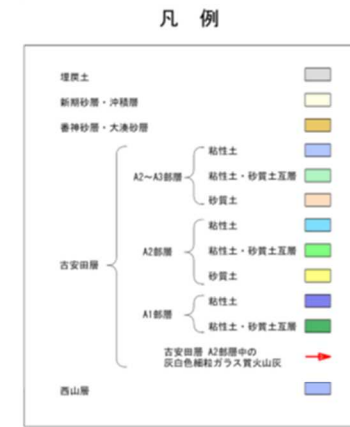 凡 例
埋戻土
新期砂層・沖積層
番神砂層・大湊砂層
古安田層
A2~A3部層
粘性土
粘性土・砂質土互層
砂質土
A2部層
粘性土
粘性土・砂質土互層
砂質土
A1部層
粘性土
粘性土・砂質土互層
古安田層 A2部層中の
灰白色細粒ガラス質火山灰
西山層